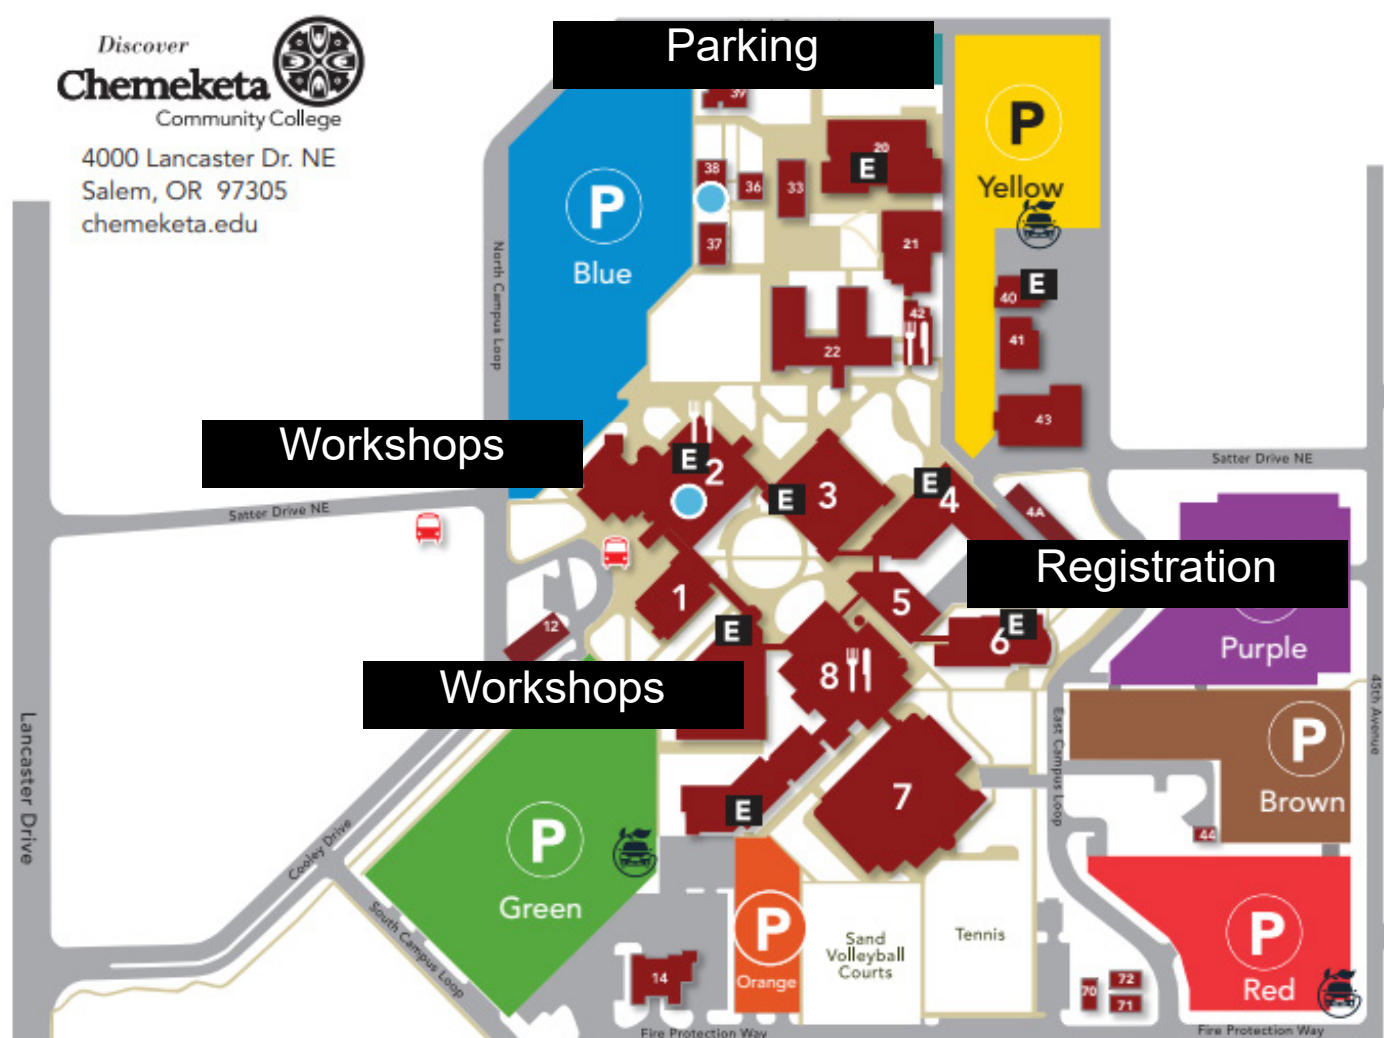 Discover
Chemeketa
Community College
4000 Lancaster Dr. NE
Salem, OR 97305
chemeketa.edu
Parking
39
P
Yellow
20
E
38
36
33
P
Blue
37
21
North Campus Loop
40
E
42
41
22
43
Workshops
Satter Drive NE
E
2
E
3
E
4
4A
Satter Drive NE
Registration
1
5
12
E
6
E
Purple
8
Workshops
45th Avenue
East Campus Loop
Lancaster Drive
P
Brown
7
44
E
P
Green
Cooley Drive
South Campus Loop
P
Orange
Sand
Volleyball
Courts
Tennis
P
Red
14
70
72
71
Fire Protection Way
Fire Protection Way